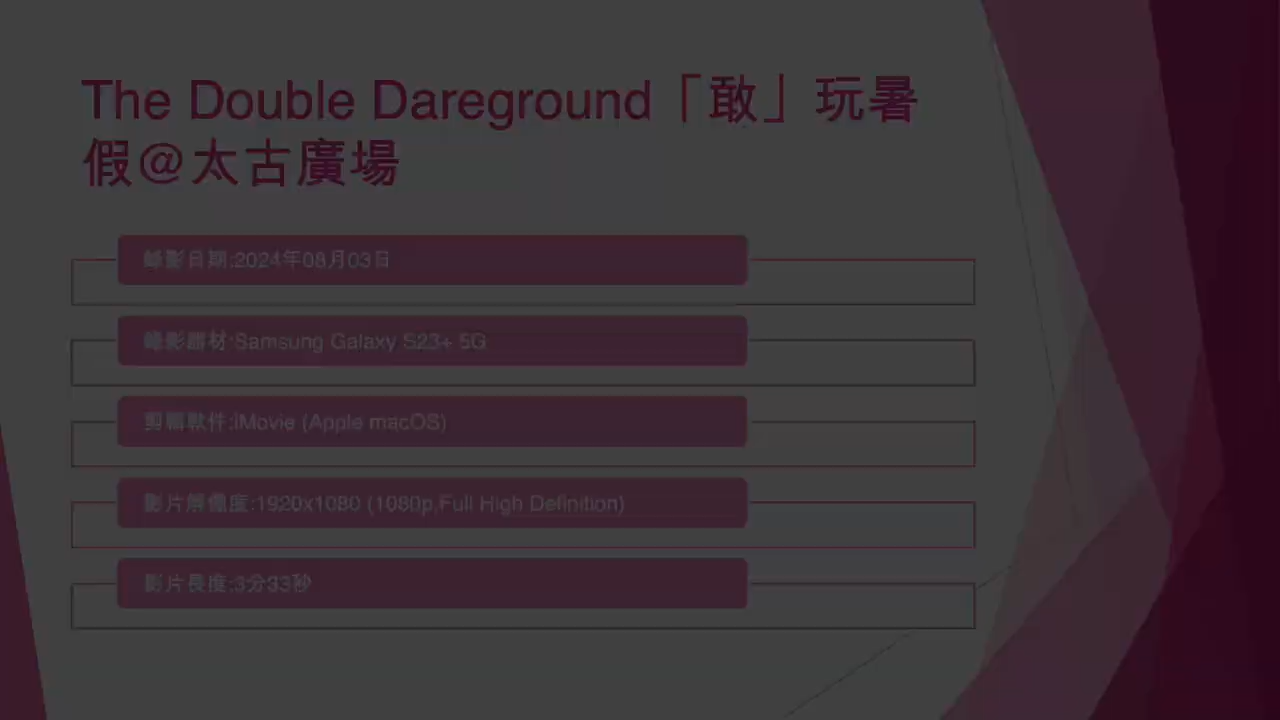 The Double Dareground「敢」玩暑
假@太古廣場
錄影日期:2024年08月03日
錄影器材:Samsung Galaxy S23+ 5G
剪輯軟件:iMovie (Apple macOS)
影片解像度:1920x1080 (1080p,Full High Definition)
影片長度:3分33秒